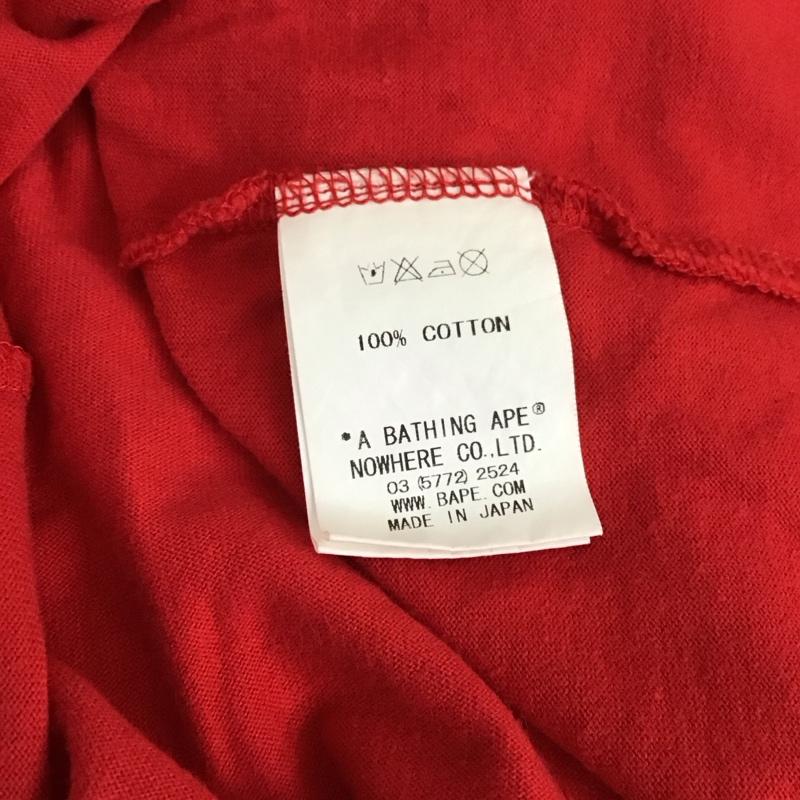 100% COTTON
*A BATHING APE®
NOWHERE CO.,LTD.
03 (5772) 2524
WWW. BAPE. COM
MADE IN JAPAN